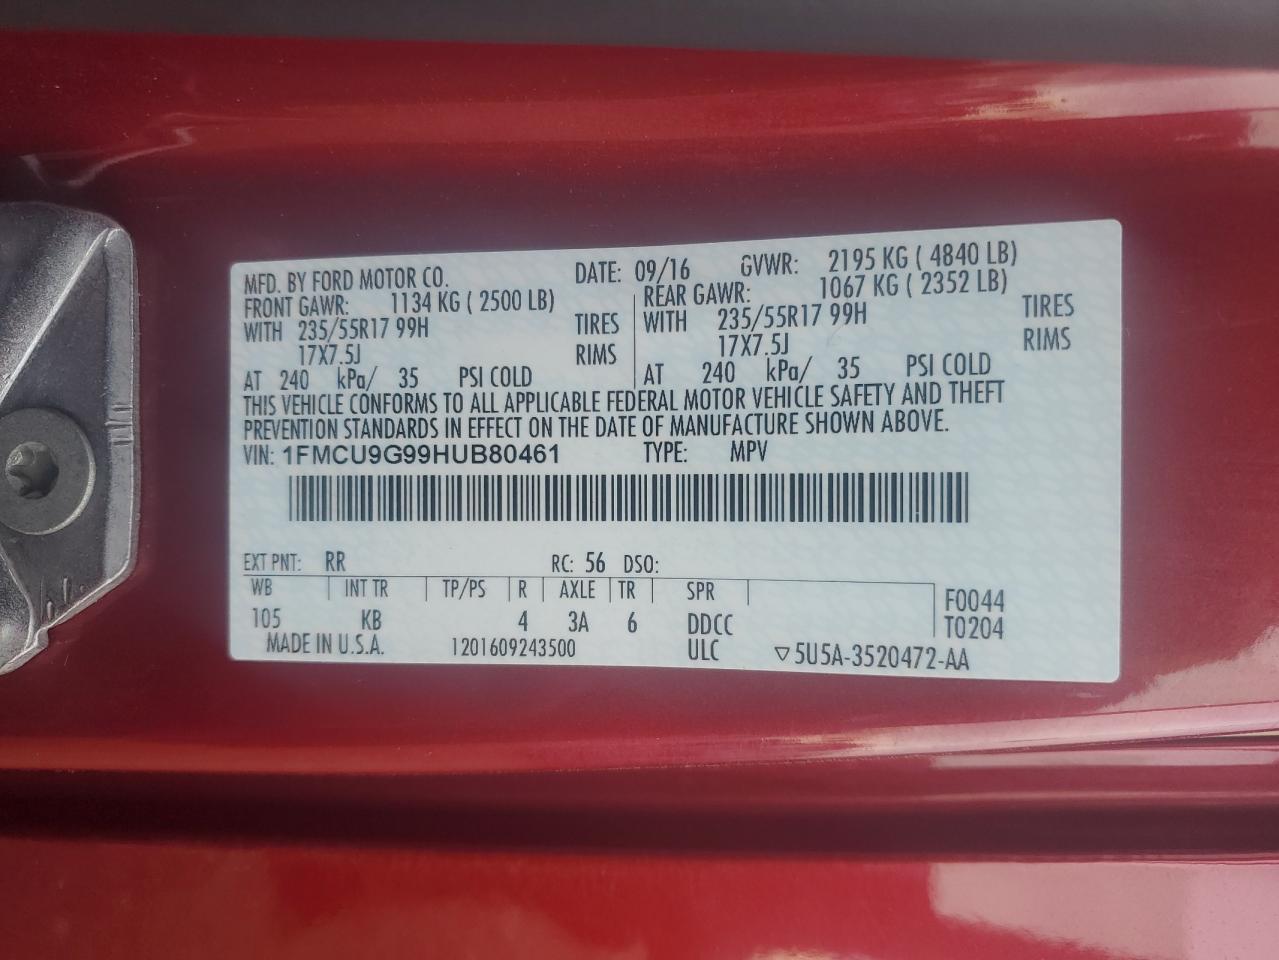 MFD. BY FORD MOTOR CO. DATE: 09/16 GVWR: 2195 KG ( 4840 LB)
FRONT GAWR: 1134 KG ( 2500 LB) REAR GAWR: 1067 KG ( 2352 LB)
WITH 235/55R17 99H TIRES WITH 235/55R17 99H TIRES
17X7.5J RIMS 17X7.5J RIMS
AT 240 kPa/ 35 PSI COLD AT 240 kPa/ 35 PSI COLD
THIS VEHICLE CONFORMS TO ALL APPLICABLE FEDERAL MOTOR VEHICLE SAFETY AND THEFT
PREVENTION STANDARDS IN EFFECT ON THE DATE OF MANUFACTURE SHOWN ABOVE.
VIN: 1FMCU9G99HUB80461 TYPE: MPV
EXT PNT: RR RC: 56 DSO:
WB INT TR TP/PS R AXLE TR SPR F0044
105 KB 4 3A 6 DDCC T0204
MADE IN U.S.A. 1201609243500 ULC ▽5U5A-3520472-AA